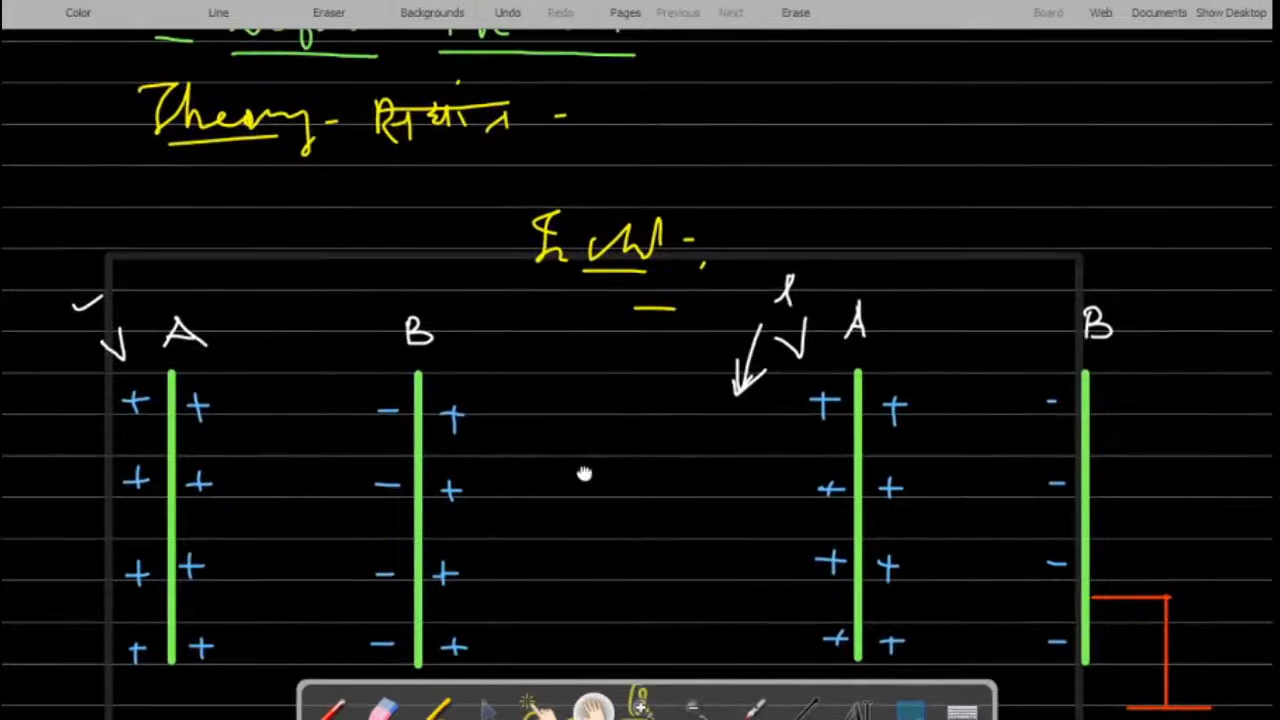 Color Line Eraser Backgrounds Undo Redo Pages Previous Next Erase Board Web Documents Show Desktop
Theory - सिधांत -
A B A B
+ + - + + + -
+ + - + + + -
+ + - + + + -
+ + - + + + -